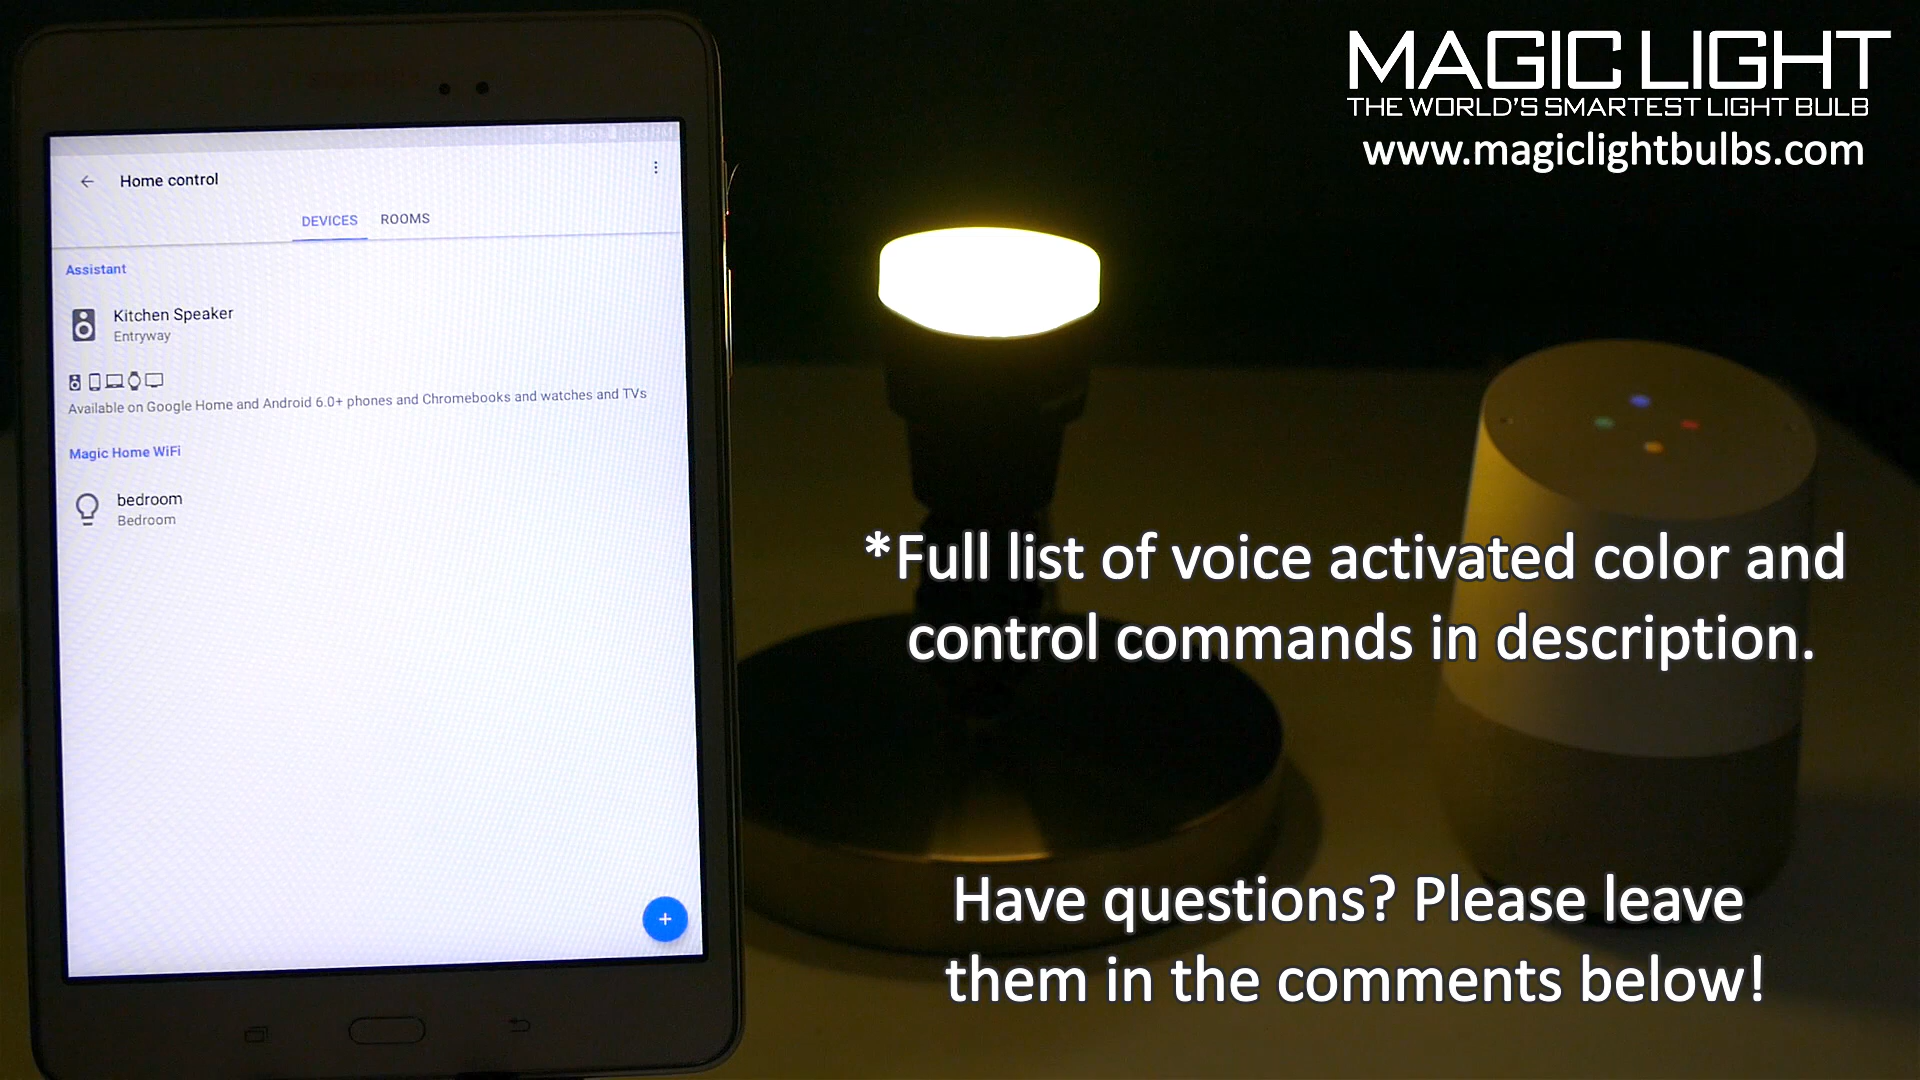 MAGIC LIGHT
THE WORLD'S SMARTEST LIGHT BULB
www.magiclightbulbs.com
Home control
DEVICES ROOMS
Assistant
Kitchen Speaker
Entryway
Available on Google Home and Android 6.0+ phones and Chromebooks and watches and TVs
Magic Home WiFi
bedroom
Bedroom
+
*Full list of voice activated color and
control commands in description.
Have questions? Please leave
them in the comments below!